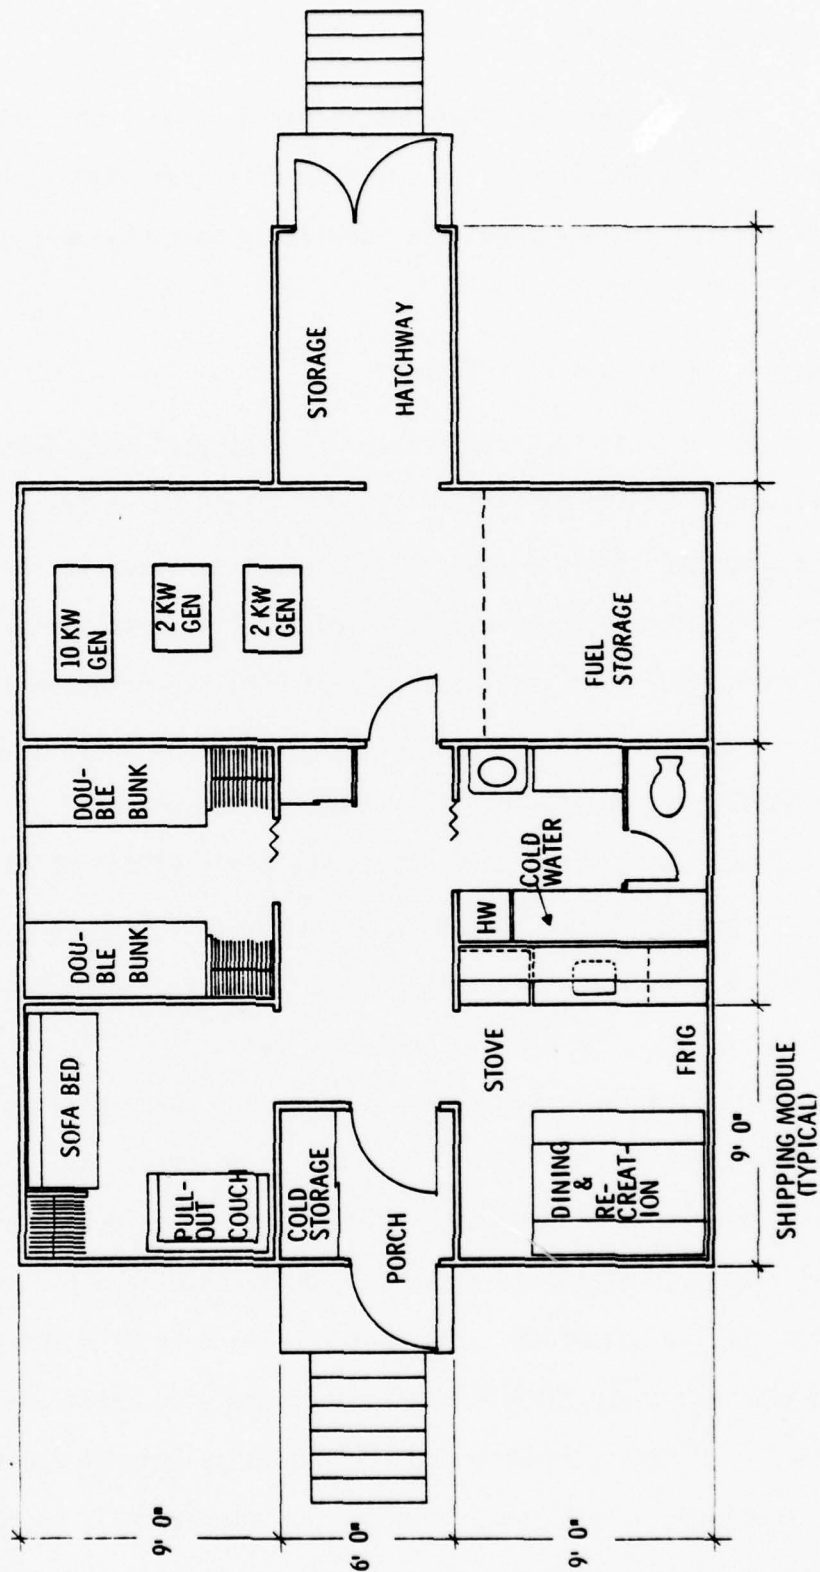 STORAGE
HATCHWAY
10 KW
GEN
2 KW
GEN
2 KW
GEN
FUEL
STORAGE
DOU-
BLE
BUNK
DOU-
BLE
BUNK
COLD
WATER
HW
SOFA BED
PULL-
OUT
COUCH
COLD
STORAGE
PORCH
STOVE
FRIG
DINING
&
RE-
CREAT-
ION
9' 0"
6' 0"
9' 0"
9' 0"
SHIPPING MODULE
(TYPICAL)